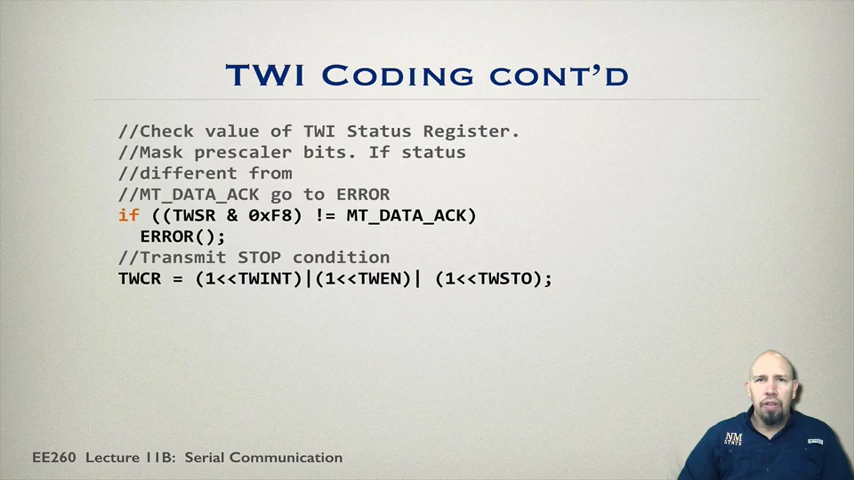 TWI CODING CONT'D
//Check value of TWI Status Register.
//Mask prescaler bits. If status
//different from
//MT_DATA_ACK go to ERROR
if ((TWSR & 0xF8) != MT_DATA_ACK)
ERROR();
//Transmit STOP condition
TWCR = (1<<TWINT)|(1<<TWEN)| (1<<TWSTO);
NM
STATE
EE260 Lecture 11B: Serial Communication